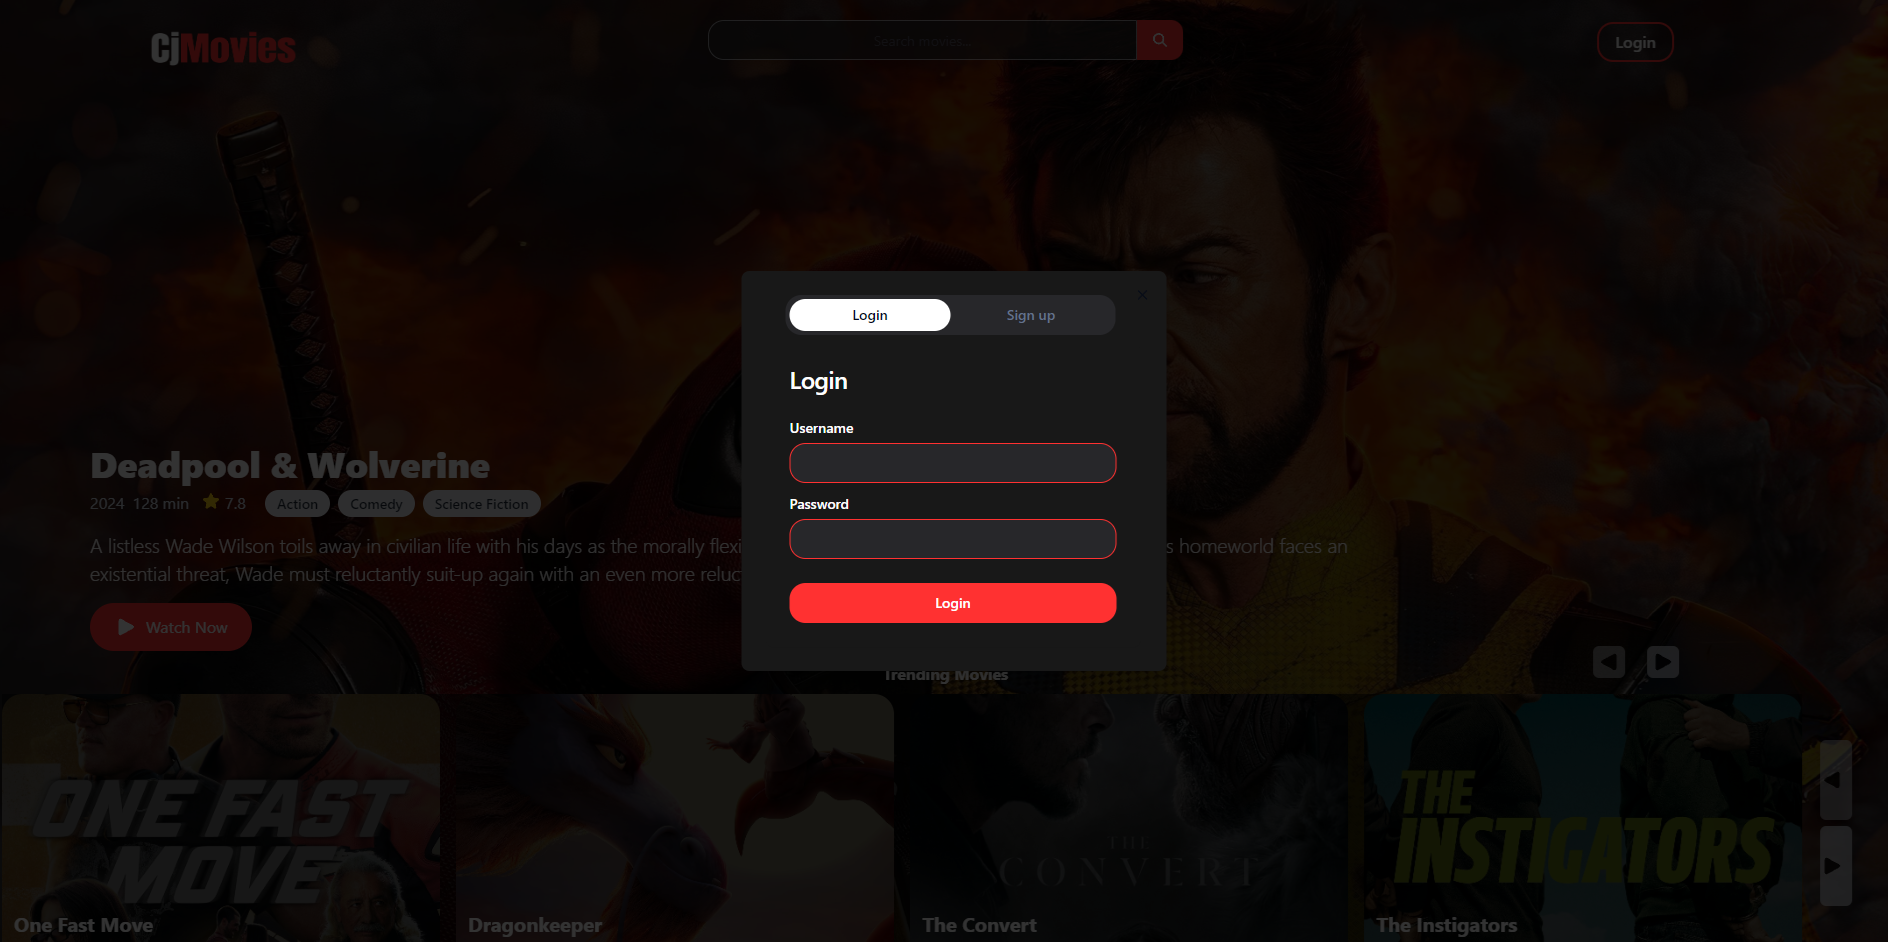 CjMovies
Search movies...
Login
Login
Sign up
Login
Username
Password
Login
Deadpool & Wolverine
2024 128 min 7.8 Action Comedy Science Fiction
A listless Wade Wilson toils away in civilian life with his days as the morally flexi
s homeworld faces an
existential threat, Wade must reluctantly suit-up again with an even more reluc
Watch Now
Trending Movies
ONE FAST
MOVE
THE
CONVERT
THE
INSTIGATORS
One Fast Move
Dragonkeeper
The Convert
The Instigators